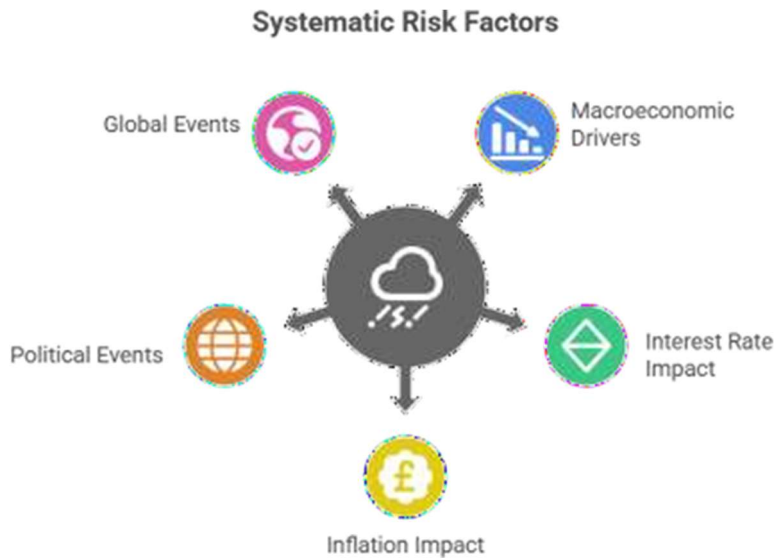 Systematic Risk Factors
Global Events
Macroeconomic
Drivers
Political Events
Interest Rate
Impact
£
Inflation Impact